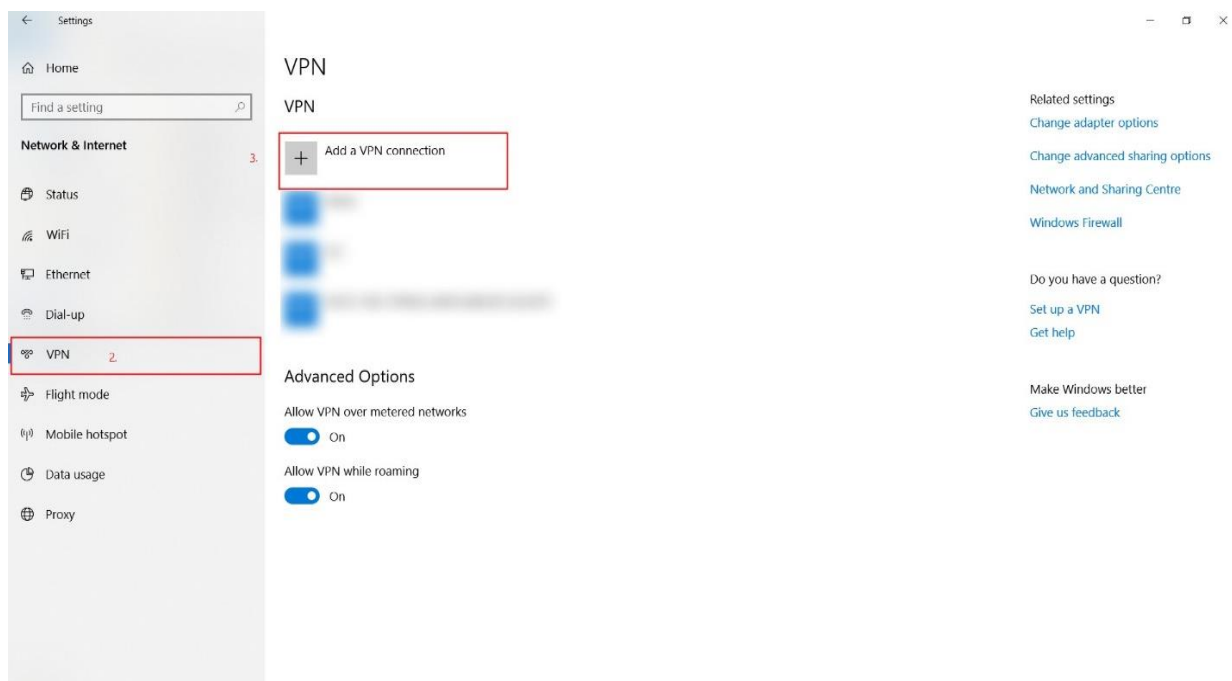 Settings
Home
Find a setting
Network & Internet
Status
WiFi
Ethernet
Dial-up
VPN 2.
Flight mode
Mobile hotspot
Data usage
Proxy
VPN
VPN
3.
Add a VPN connection
Advanced Options
Allow VPN over metered networks
On
Allow VPN while roaming
On
Related settings
Change adapter options
Change advanced sharing options
Network and Sharing Centre
Windows Firewall
Do you have a question?
Set up a VPN
Get help
Make Windows better
Give us feedback